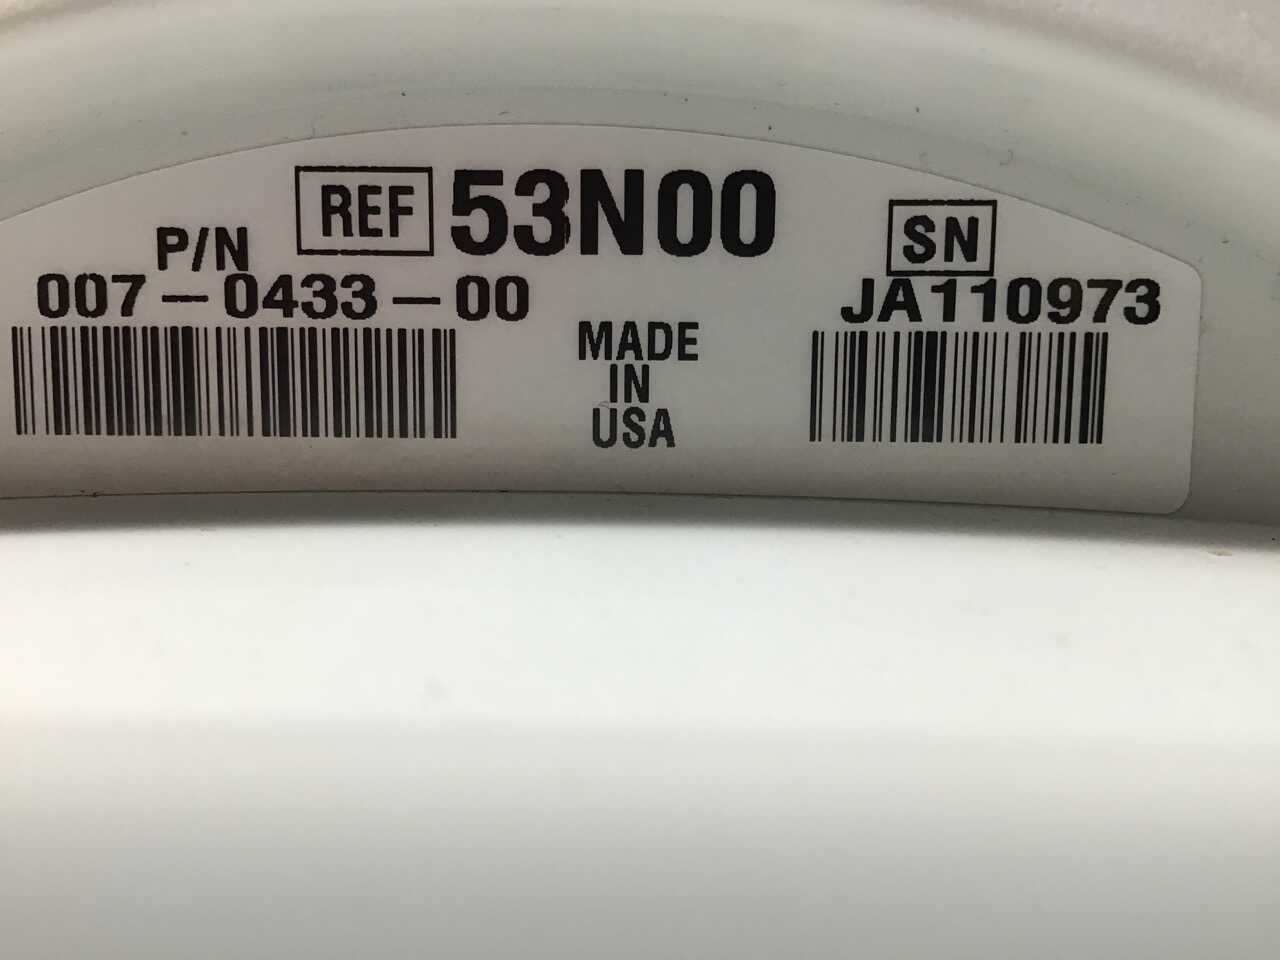 REF 53N00
P/N
007-0433-00
SN
JA110973
MADE
IN
USA